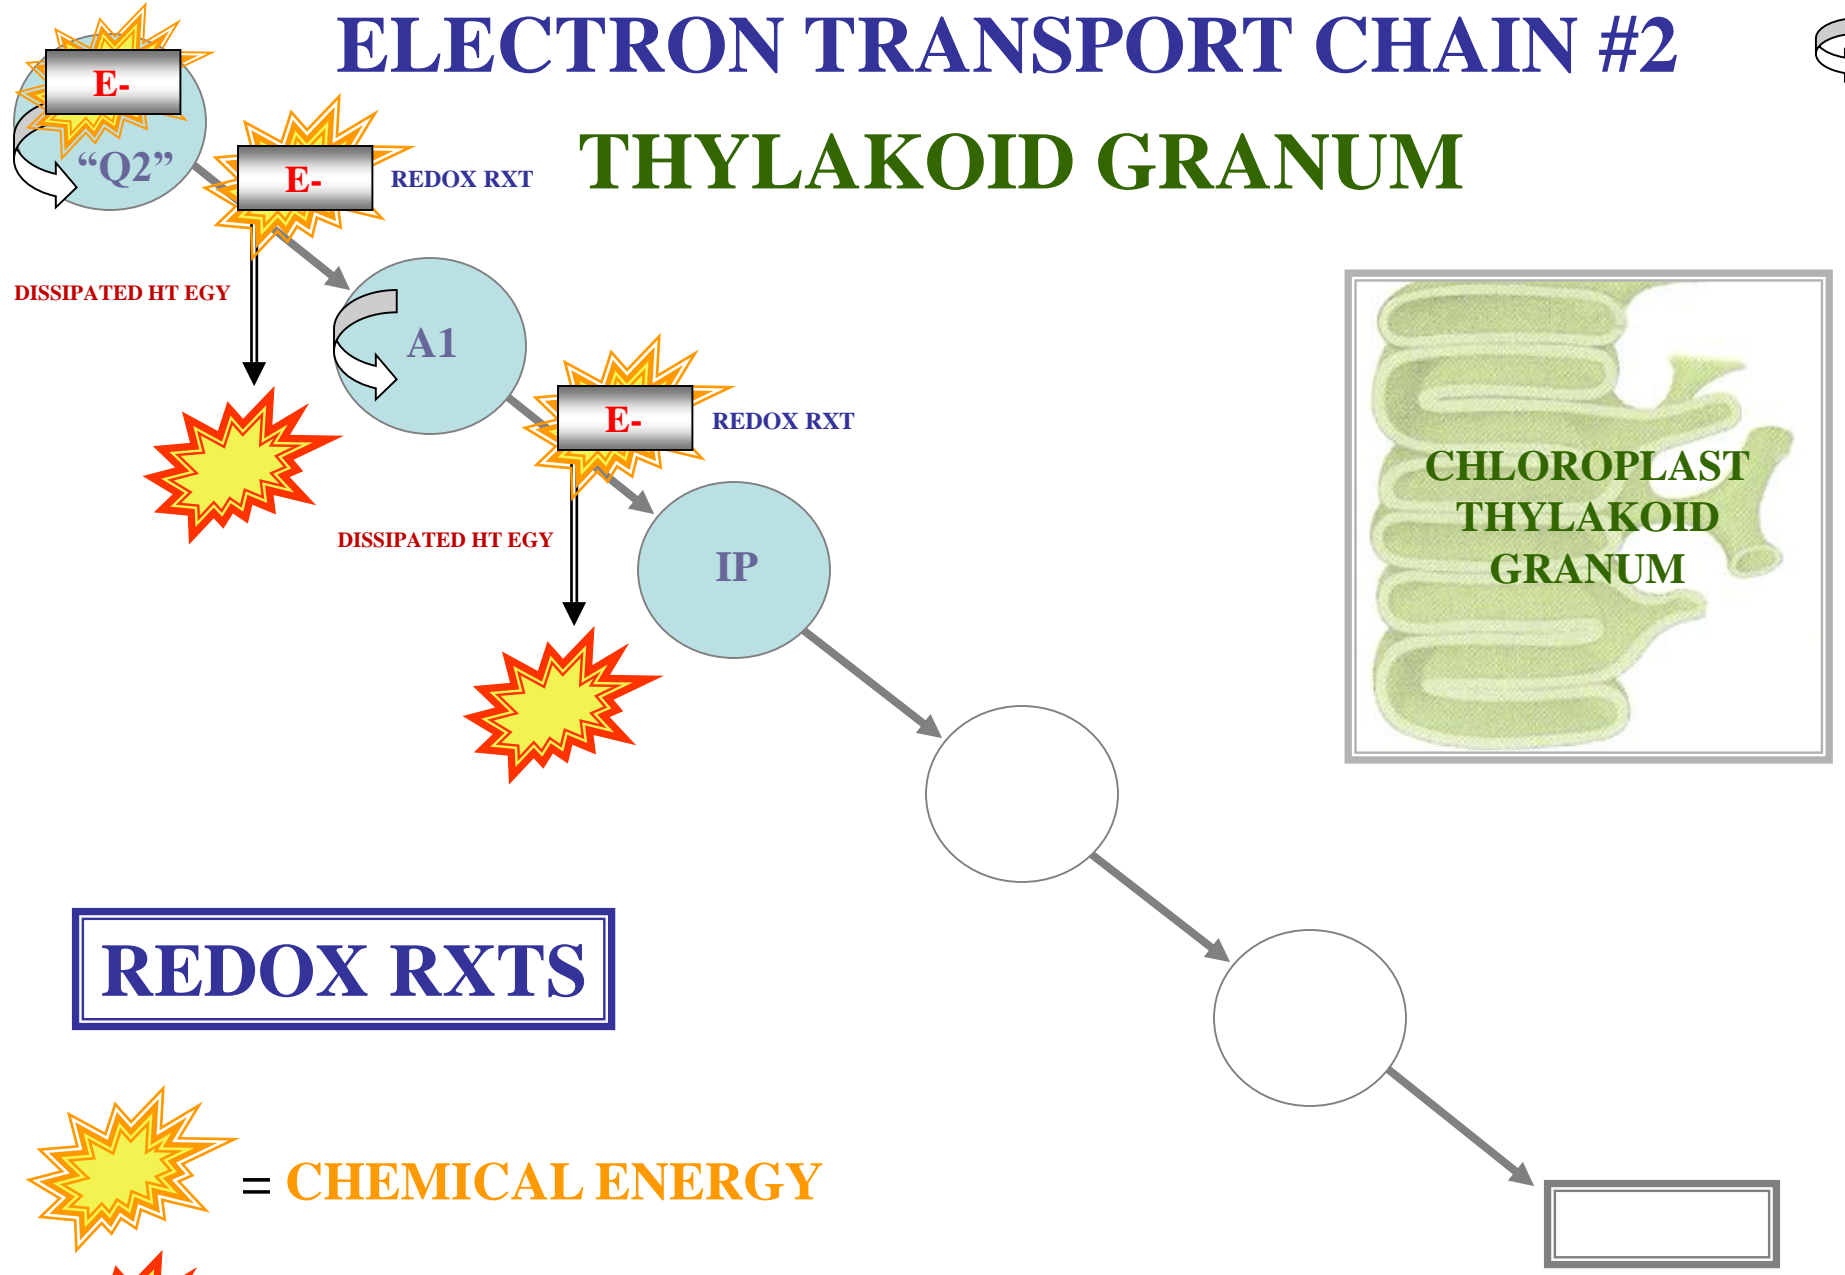 ELECTRON TRANSPORT CHAIN #2
THYLAKOID GRANUM
E-
“Q2”
E-
REDOX RXT
DISSIPATED HT EGY
A1
E-
REDOX RXT
DISSIPATED HT EGY
IP
CHLOROPLAST
THYLAKOID
GRANUM
REDOX RXTS
= CHEMICAL ENERGY